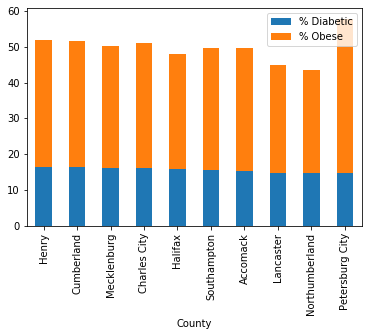 60
50
40
30
20
10
0
% Diabetic
% Obese
Henry
Cumberland
Mecklenburg
Charles City
Halifax
Southampton
Accomack
Lancaster
Northumberland
Petersburg City
County